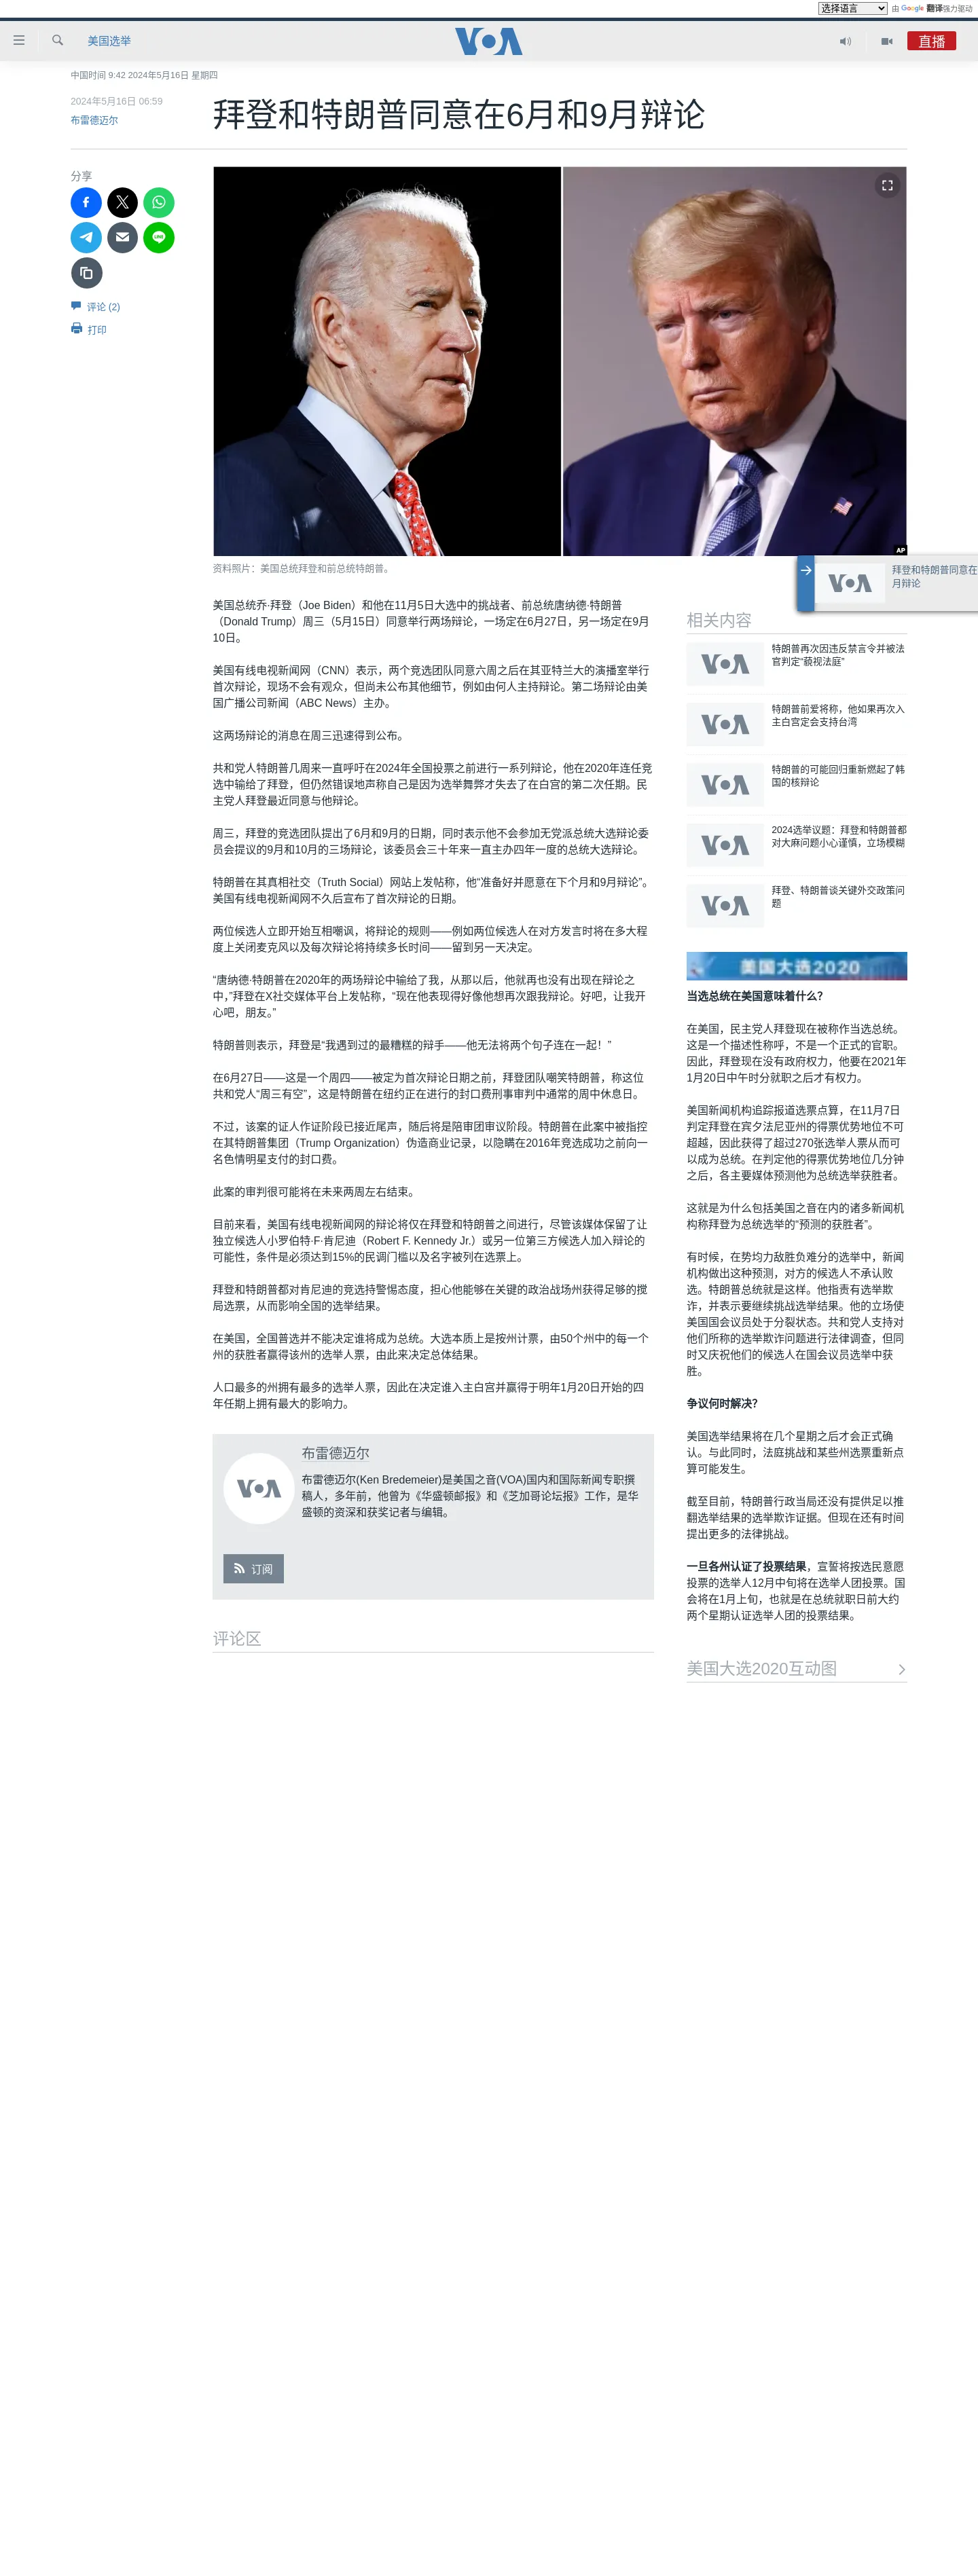 选择语言 由 Google 翻译强力驱动
美国选举
VOA
直播
中国时间 9:42 2024年5月16日 星期四
2024年5月16日 06:59
布雷德迈尔
拜登和特朗普同意在6月和9月辩论
分享
评论 (2)
打印
AP
资料照片：美国总统拜登和前总统特朗普。
VOA
拜登和特朗普同意在
月辩论
美国总统乔·拜登（Joe Biden）和他在11月5日大选中的挑战者、前总统唐纳德·特朗普
（Donald Trump）周三（5月15日）同意举行两场辩论，一场定在6月27日，另一场定在9月
10日。
美国有线电视新闻网（CNN）表示，两个竞选团队同意六周之后在其亚特兰大的演播室举行
首次辩论，现场不会有观众，但尚未公布其他细节，例如由何人主持辩论。第二场辩论由美
国广播公司新闻（ABC News）主办。
这两场辩论的消息在周三迅速得到公布。
共和党人特朗普几周来一直呼吁在2024年全国投票之前进行一系列辩论，他在2020年连任竞
选中输给了拜登，但仍然错误地声称自己是因为选举舞弊才失去了在白宫的第二次任期。民
主党人拜登最近同意与他辩论。
周三，拜登的竞选团队提出了6月和9月的日期，同时表示他不会参加无党派总统大选辩论委
员会提议的9月和10月的三场辩论，该委员会三十年来一直主办四年一度的总统大选辩论。
特朗普在其真相社交（Truth Social）网站上发帖称，他“准备好并愿意在下个月和9月辩论”。
美国有线电视新闻网不久后宣布了首次辩论的日期。
两位候选人立即开始互相嘲讽，将辩论的规则——例如两位候选人在对方发言时将在多大程
度上关闭麦克风以及每次辩论将持续多长时间——留到另一天决定。
“唐纳德·特朗普在2020年的两场辩论中输给了我，从那以后，他就再也没有出现在辩论之
中，”拜登在X社交媒体平台上发帖称，“现在他表现得好像他想再次跟我辩论。好吧，让我开
心吧，朋友。”
特朗普则表示，拜登是“我遇到过的最糟糕的辩手——他无法将两个句子连在一起！”
在6月27日——这是一个周四——被定为首次辩论日期之前，拜登团队嘲笑特朗普，称这位
共和党人“周三有空”，这是特朗普在纽约正在进行的封口费刑事审判中通常的周中休息日。
不过，该案的证人作证阶段已接近尾声，随后将是陪审团审议阶段。特朗普在此案中被指控
在其特朗普集团（Trump Organization）伪造商业记录，以隐瞒在2016年竞选成功之前向一
名色情明星支付的封口费。
此案的审判很可能将在未来两周左右结束。
目前来看，美国有线电视新闻网的辩论将仅在拜登和特朗普之间进行，尽管该媒体保留了让
独立候选人小罗伯特·F·肯尼迪（Robert F. Kennedy Jr.）或另一位第三方候选人加入辩论的
可能性，条件是必须达到15%的民调门槛以及名字被列在选票上。
拜登和特朗普都对肯尼迪的竞选持警惕态度，担心他能够在关键的政治战场州获得足够的搅
局选票，从而影响全国的选举结果。
在美国，全国普选并不能决定谁将成为总统。大选本质上是按州计票，由50个州中的每一个
州的获胜者赢得该州的选举人票，由此来决定总体结果。
人口最多的州拥有最多的选举人票，因此在决定谁入主白宫并赢得于明年1月20日开始的四
年任期上拥有最大的影响力。
VOA
布雷德迈尔
布雷德迈尔(Ken Bredemeier)是美国之音(VOA)国内和国际新闻专职撰
稿人，多年前，他曾为《华盛顿邮报》和《芝加哥论坛报》工作，是华
盛顿的资深和获奖记者与编辑。
订阅
评论区
相关内容
VOA
特朗普再次因违反禁言令并被法
官判定“藐视法庭”
VOA
特朗普前爱将称，他如果再次入
主白宫定会支持台湾
VOA
特朗普的可能回归重新燃起了韩
国的核辩论
VOA
2024选举议题：拜登和特朗普都
对大麻问题小心谨慎，立场模糊
VOA
拜登、特朗普谈关键外交政策问
题
美国大选2020
当选总统在美国意味着什么？
在美国，民主党人拜登现在被称作当选总统。
这是一个描述性称呼，不是一个正式的官职。
因此，拜登现在没有政府权力，他要在2021年
1月20日中午时分就职之后才有权力。
美国新闻机构追踪报道选票点算，在11月7日
判定拜登在宾夕法尼亚州的得票优势地位不可
超越，因此获得了超过270张选举人票从而可
以成为总统。在判定他的得票优势地位几分钟
之后，各主要媒体预测他为总统选举获胜者。
这就是为什么包括美国之音在内的诸多新闻机
构称拜登为总统选举的“预测的获胜者”。
有时候，在势均力敌胜负难分的选举中，新闻
机构做出这种预测，对方的候选人不承认败
选。特朗普总统就是这样。他指责有选举欺
诈，并表示要继续挑战选举结果。他的立场使
美国国会议员处于分裂状态。共和党人支持对
他们所称的选举欺诈问题进行法律调查，但同
时又庆祝他们的候选人在国会议员选举中获
胜。
争议何时解决？
美国选举结果将在几个星期之后才会正式确
认。与此同时，法庭挑战和某些州选票重新点
算可能发生。
截至目前，特朗普行政当局还没有提供足以推
翻选举结果的选举欺诈证据。但现在还有时间
提出更多的法律挑战。
一旦各州认证了投票结果，宣誓将按选民意愿
投票的选举人12月中旬将在选举人团投票。国
会将在1月上旬，也就是在总统就职日前大约
两个星期认证选举人团的投票结果。
美国大选2020互动图